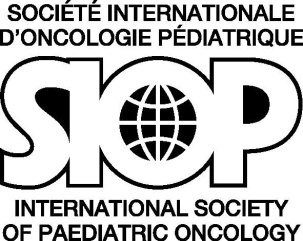 SOCIÉTÉ INTERNATIONALE
D'ONCOLOGIE PÉDIATRIQUE
SIOP
INTERNATIONAL SOCIETY
OF PAEDIATRIC ONCOLOGY